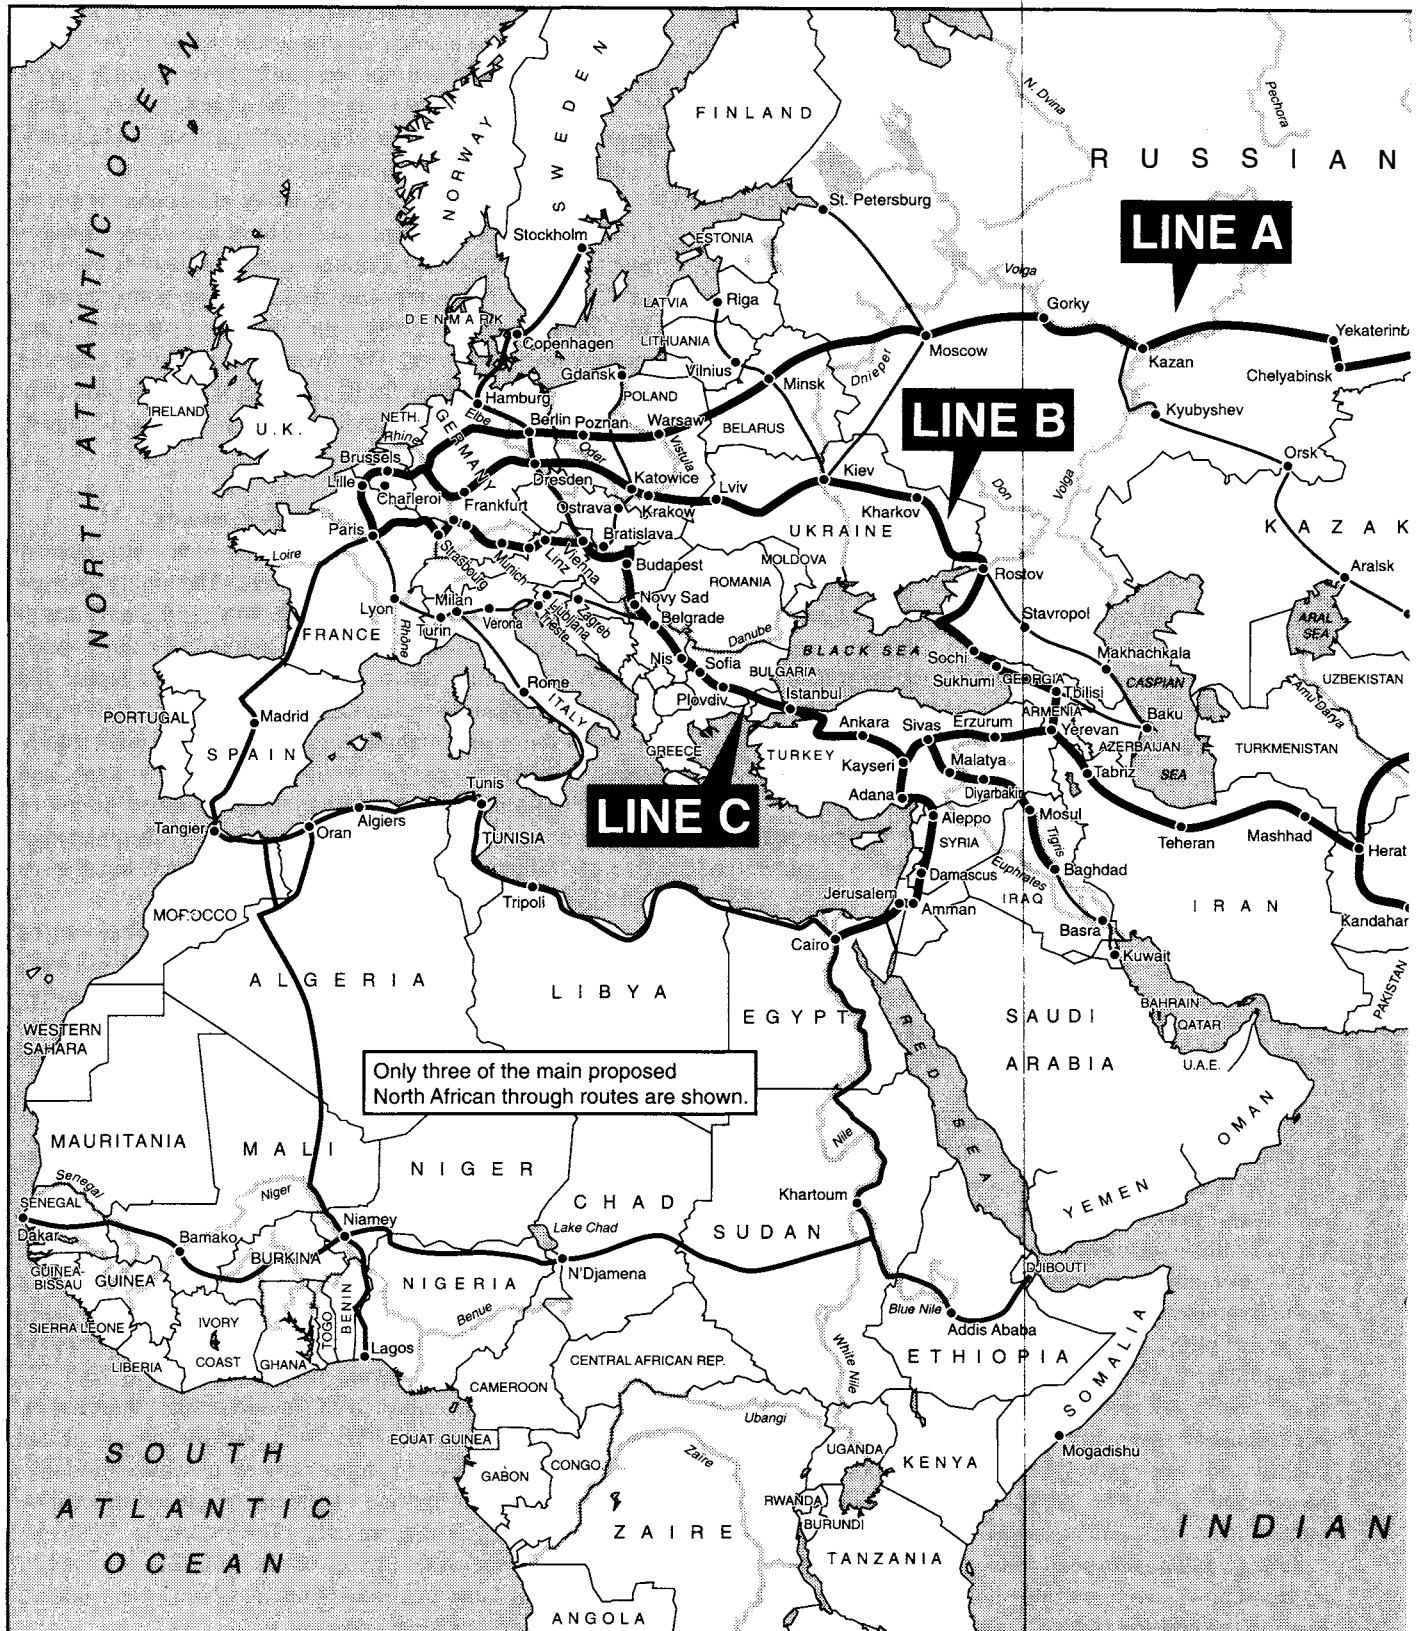 NORTH ATLANTIC OCEAN
NORWAY
SWEDEN
FINLAND
N. Dvina
Pechora
RUSSIAN
St. Petersburg
LINE A
Stockholm
ESTONIA
Volga
LATVIA
Riga
Gorky
DENMARK
Copenhagen
LITHUANIA
Moscow
Kazan
Yekaterinb
Gdansk
Vilnius
Minsk
Dnieper
Chelyabinsk
IRELAND
U.K.
NETH.
Hamburg
Elbe
POLAND
LINE B
Kyubyshev
Rhine
GERMANY
Berlin
Poznan
Warsaw
BELARUS
Oder
Vistula
Brussels
Lille
Chafleroi
Frankfurt
Dresden
Katowice
Lviv
Kiev
Don
Volga
Orsk
Ostrava
Krakow
Kharkov
Paris
Loire
Strasbourg
Munich
Linz
Vienna
Bratislava
UKRAINE
KAZAK
Budapest
MOLDOVA
ROMANIA
Rostov
Aralsk
Lyon
Milan
Turin
Verona
Ljubljana
Trieste
Zagreb
Novy Sad
Belgrade
Stavropol
ARAL
SEA
FRANCE
Rhône
Danube
BLACK SEA
Sochi
Makhachkala
Nis
Sofia
BULGARIA
Sukhumi
GEORGIA
CASPIAN
UZBEKISTAN
Rome
ITALY
Plovdiv
Istanbul
Tbilisi
Amu Darya
PORTUGAL
Madrid
SPAIN
GREECE
Ankara
Sivas
Erzurum
ARMENIA
Yerevan
Baku
AZERBAIJAN
TURKMENISTAN
TURKEY
Kayseri
Malatya
Tabriz
SEA
Tunis
LINE C
Adana
Diyarbakir
Tangier
Oran
Algiers
TUNISIA
Aleppo
Mosul
Teheran
Mashhad
Herat
SYRIA
Tigris
Euphrates
Baghdad
Damascus
Tripoli
Jerusalem
Amman
IRAQ
IRAN
MOROCCO
Cairo
Basra
Kandahar
Kuwait
ALGERIA
LIBYA
EGYPT
PAKISTAN
WESTERN
SAHARA
RED SEA
SAUDI
ARABIA
BAHRAIN
QATAR
U.A.E.
Only three of the main proposed
North African through routes are shown.
OMAN
MAURITANIA
MALI
NIGER
CHAD
Nile
YEMEN
Senegal
SENEGAL
Niger
Khartoum
Dakar
Bamako
Niamey
Lake Chad
SUDAN
BURKINA
N'Djamena
DJIBOUTI
GUINEA-
BISSAU
GUINEA
NIGERIA
Blue Nile
Addis Ababa
SIERRA LEONE
IVORY
COAST
TOGO
BENIN
Benue
LIBERIA
GHANA
Lagos
CENTRAL AFRICAN REP.
White Nile
ETHIOPIA
SOMALIA
CAMEROON
Ubangi
EQUAT. GUINEA
Zaire
Mogadishu
SOUTH
ATLANTIC
OCEAN
GABON
CONGO
UGANDA
KENYA
RWANDA
BURUNDI
ZAIRE
TANZANIA
INDIAN
ANGOLA